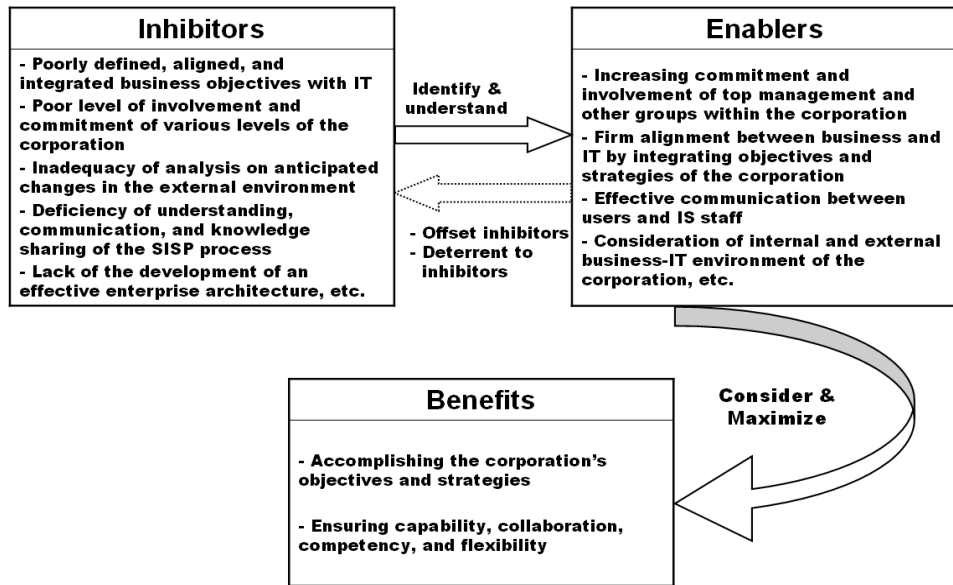 Inhibitors
- Poorly defined, aligned, and
integrated business objectives with IT
- Poor level of involvement and
commitment of various levels of the
corporation
- Inadequacy of analysis on anticipated
changes in the external environment
- Deficiency of understanding,
communication, and knowledge
sharing of the SISP process
- Lack of the development of an
effective enterprise architecture, etc.
Identify &
understand
- Offset inhibitors
- Deterrent to
inhibitors
Enablers
- Increasing commitment and
involvement of top management and
other groups within the corporation
- Firm alignment between business and
IT by integrating objectives and
strategies of the corporation
- Effective communication between
users and IS staff
- Consideration of internal and external
business-IT environment of the
corporation, etc.
Consider &
Maximize
Benefits
- Accomplishing the corporation's
objectives and strategies
- Ensuring capability, collaboration,
competency, and flexibility